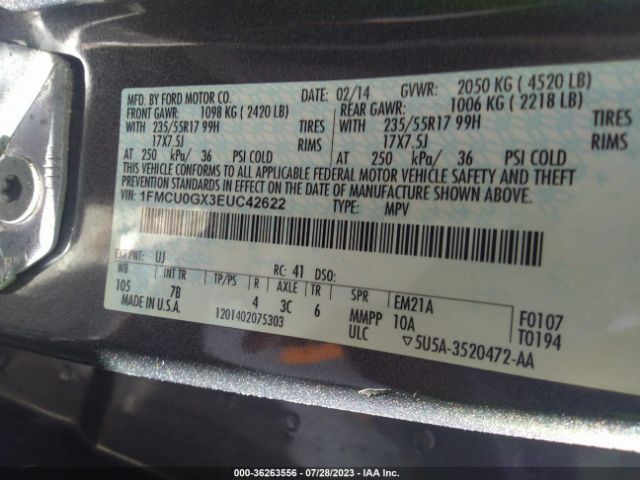 MFD. BY FORD MOTOR CO. DATE: 02/14 GVWR: 2050 KG ( 4520 LB)
FRONT GAWR: 1098 KG ( 2420 LB) REAR GAWR: 1006 KG ( 2218 LB)
WITH 235/55R17 99H TIRES WITH 235/55R17 99H TIRES
17X7.5J RIMS 17X7.5J RIMS
AT 250 kPa/ 36 PSI COLD AT 250 kPa/ 36 PSI COLD
THIS VEHICLE CONFORMS TO ALL APPLICABLE FEDERAL MOTOR VEHICLE SAFETY AND THEFT
PREVENTION STANDARDS IN EFFECT ON THE DATE OF MANUFACTURE SHOWN ABOVE.
VIN: 1FMCU0GX3EUC42622 TYPE: MPV
EXT PNT: UJ RC: 41 DSO:
WB INT TR TP/PS R AXLE TR SPR EM21A F0107
105 7B 4 3C 6 MMPP 10A T0194
MADE IN U.S.A. 1201402075303 ULC ▽5U5A-3520472-AA
000-36263556 / 07/28/2023 / IAA Inc.